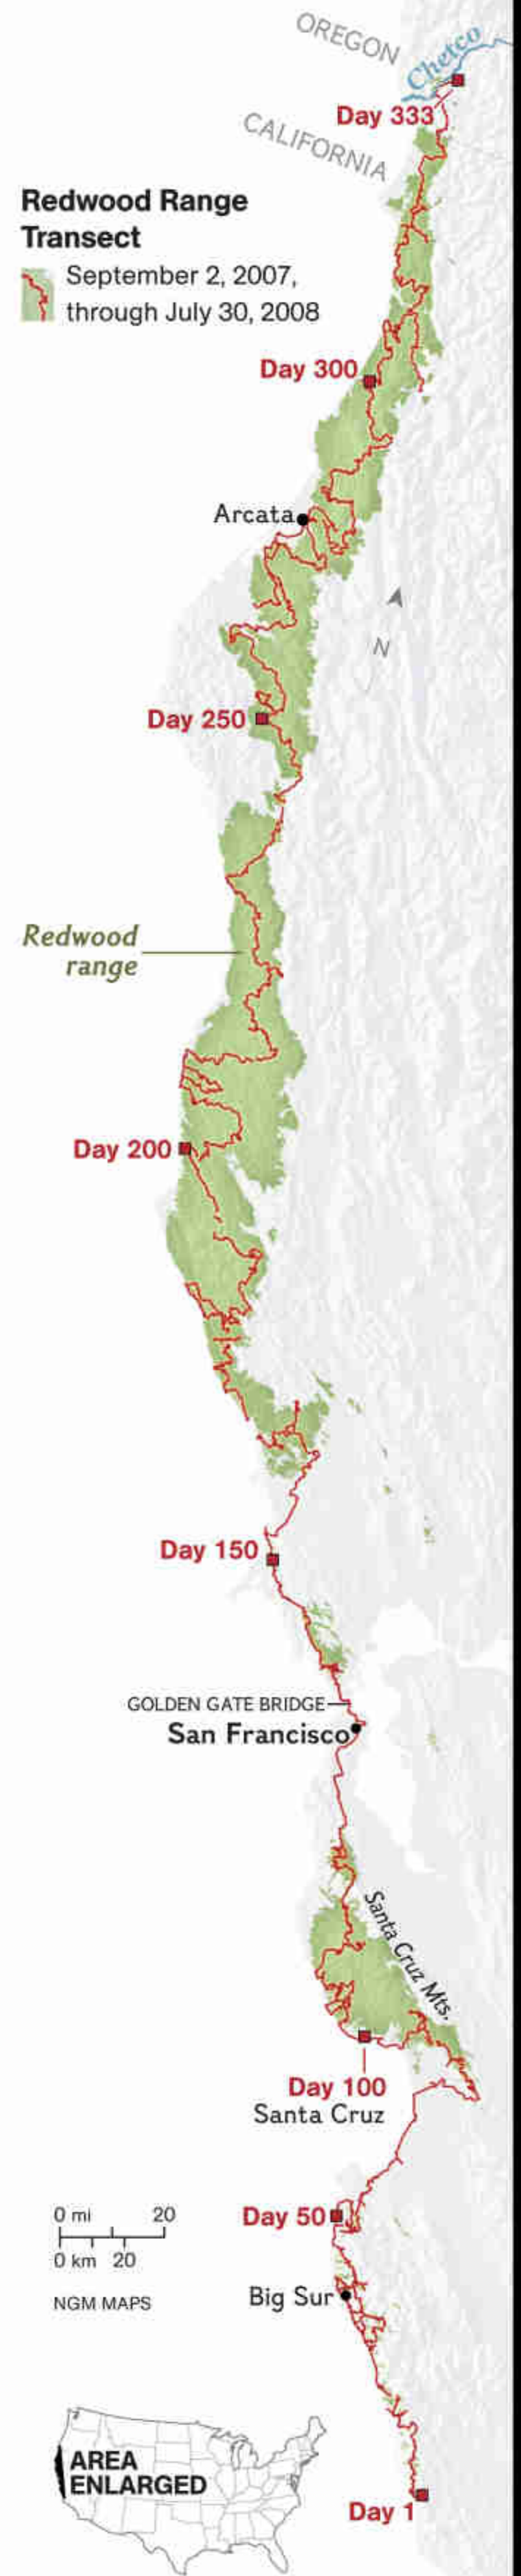 OREGON
Chetco
Day 333
CALIFORNIA
Redwood Range
Transect
September 2, 2007,
through July 30, 2008
Day 300
Arcata
N
Day 250
Redwood
range
Day 200
Day 150
GOLDEN GATE BRIDGE
San Francisco
Santa Cruz Mts.
Day 100
Santa Cruz
0 mi 20
0 km 20
Day 50
NGM MAPS
Big Sur
AREA
ENLARGED
Day 1